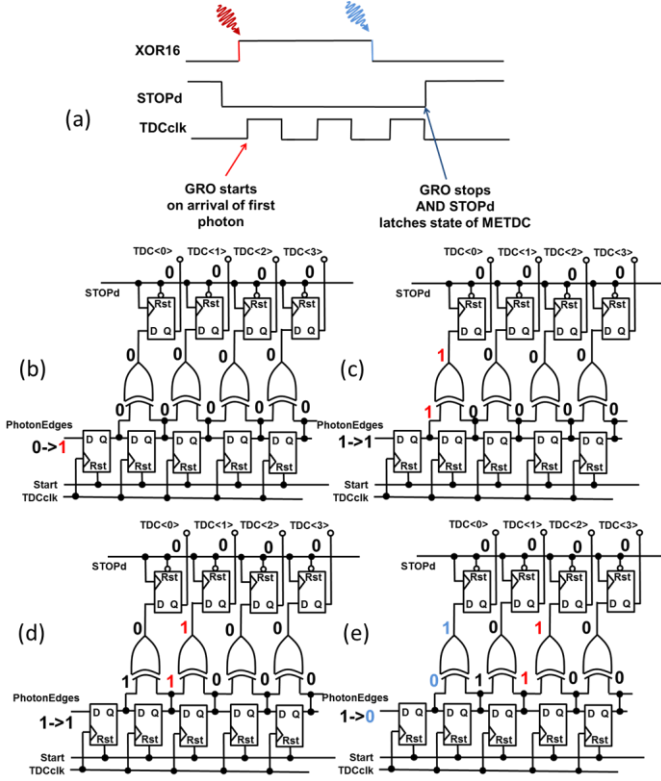 XOR16
STOPd
(a)
TDCclk
GRO starts
on arrival of first
photon
GRO stops
AND STOPd
latches state of METDC
TDC<0> TDC<1> TDC<2> TDC<3>
0 0 0 0
STOPd
Rst Rst Rst Rst
D Q D Q D Q D Q
(b)
0 0 0 0
0 0 0 0 0
PhotonEdges
0->1
D Q D Q D Q D Q D Q
Rst Rst Rst Rst Rst
Start
TDCclk
TDC<0> TDC<1> TDC<2> TDC<3>
0 0 0 0
STOPd
Rst Rst Rst Rst
D Q D Q D Q D Q
(c)
1 0 0 0
1 0 0 0 0
PhotonEdges
1->1
D Q D Q D Q D Q D Q
Rst Rst Rst Rst Rst
Start
TDCclk
TDC<0> TDC<1> TDC<2> TDC<3>
0 0 0 0
STOPd
Rst Rst Rst Rst
D Q D Q D Q D Q
(d)
0 1 0 0
1 1 0 0 0
PhotonEdges
1->1
D Q D Q D Q D Q D Q
Rst Rst Rst Rst Rst
Start
TDCclk
TDC<0> TDC<1> TDC<2> TDC<3>
0 0 0 0
STOPd
Rst Rst Rst Rst
D Q D Q D Q D Q
(e)
1 0 1 0
0 1 1 0 0
PhotonEdges
1->0
D Q D Q D Q D Q D Q
Rst Rst Rst Rst Rst
Start
TDCclk